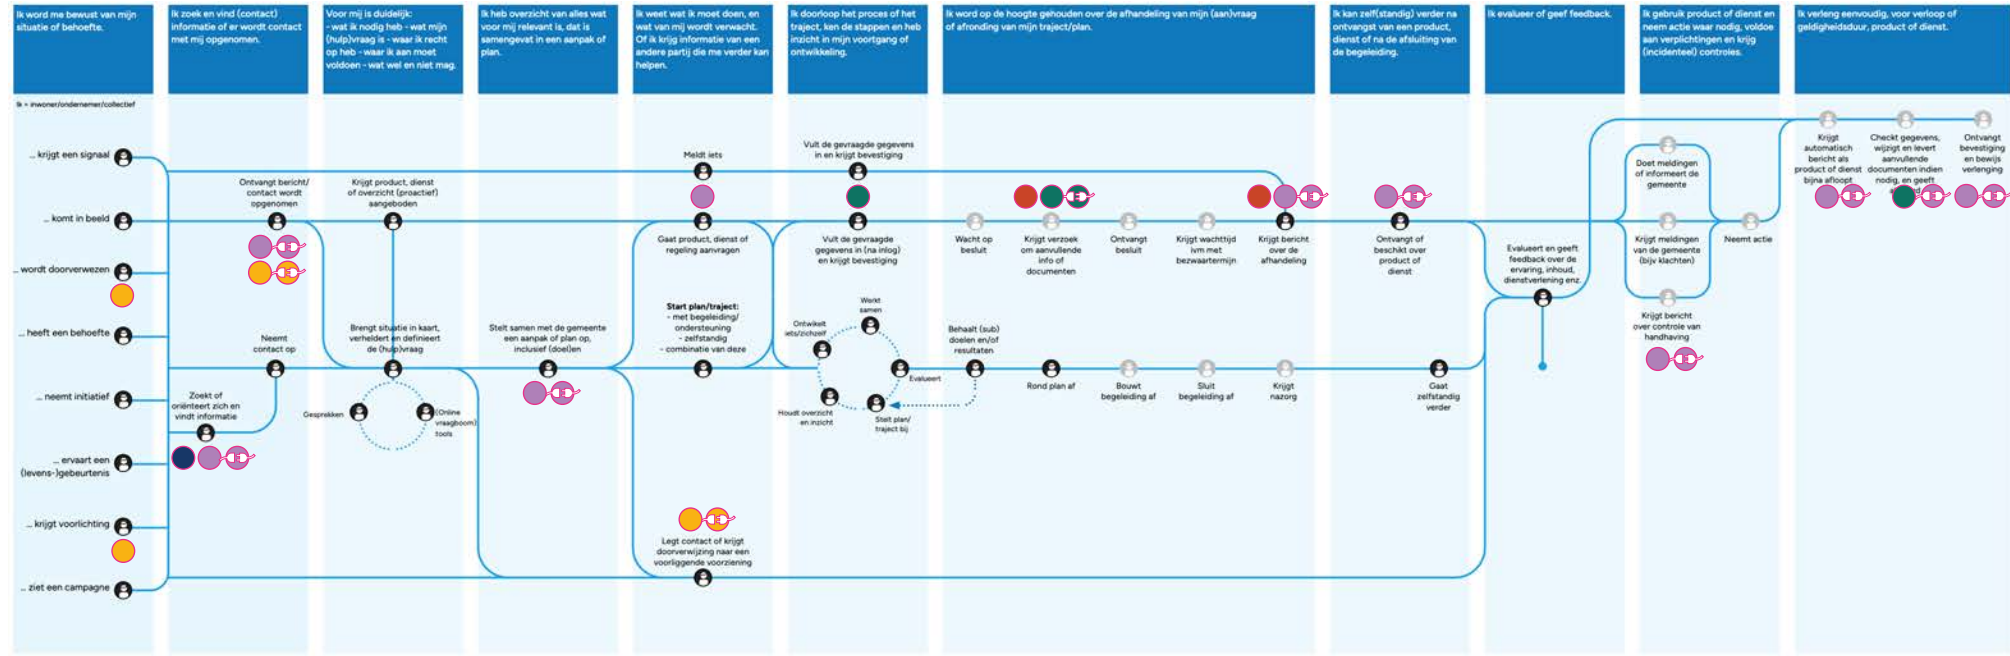 Ik word me bewust van mijn
situatie of behoefte.
Ik zoek en vind (contact)
informatie of er wordt contact
met mij opgenomen.
Voor mij is duidelijk:
- wat ik nodig heb - wat mijn
(hulp)vraag is - waar ik recht
op heb - waar ik aan moet
voldoen - wat wel en niet mag.
Ik heb overzicht van alles wat
voor mij relevant is, dat is
samengevat in een aanpak of
plan.
Ik weet wat ik moet doen, en
wat van mij wordt verwacht.
Of ik krijg informatie van een
andere partij die me verder kan
helpen.
Ik doorloop het proces of het
traject, ken de stappen en heb
inzicht in mijn voortgang of
ontwikkeling.
Ik word op de hoogte gehouden over de afhandeling van mijn (aan)vraag
of afronding van mijn traject/plan.
Ik kan zelf(standig) verder na
ontvangst van een product,
dienst of na de afsluiting van
de begeleiding.
Ik evalueer of geef feedback.
Ik gebruik product of dienst en
neem actie waar nodig, voldoe
aan verplichtingen en krijg
(incidenteel) controles.
Ik verleng eenvoudig, voor verloop of
geldigheidsduur, product of dienst.
Ik = inwoner/ondernemer/collectief
... krijgt een signaal
... komt in beeld
... wordt doorverwezen
... heeft een behoefte
... neemt initiatief
... ervaart een
(levens-)gebeurtenis
... krijgt voorlichting
... ziet een campagne
Ontvangt bericht/
contact wordt
opgenomen
Neemt
contact op
Zoekt of
oriënteert zich en
vindt informatie
Krijgt product, dienst
of overzicht (proactief)
aangeboden
Brengt situatie in kaart,
verheldert en definieert
de (hulp)vraag
Gesprekken
(Online
vraagboom)
tools
Stelt samen met de gemeente
een aanpak of plan op,
inclusief (doel)en
Meldt iets
Gaat product, dienst of
regeling aanvragen
Start plan/traject:
- met begeleiding/
ondersteuning
- zelfstandig
- combinatie van deze
Legt contact of krijgt
doorverwijzing naar een
voorliggende voorziening
Vult de gevraagde gegevens
in en krijgt bevestiging
Vult de gevraagde
gegevens in (na inlog)
en krijgt bevestiging
Werkt
samen
Ontwikelt
iets/zichzelf
Evalueert
Houdt overzicht
en inzicht
Stelt plan/
traject bij
Wacht op
besluit
Krijgt verzoek
om aanvullende
info of
documenten
Ontvangt
besluit
Krijgt wachttijd
ivm met
bezwaartermijn
Krijgt bericht
over de
afhandeling
Behaalt (sub)
doelen en/of
resultaten
Rond plan af
Bouwt
begeleiding af
Sluit
begeleiding af
Krijgt
nazorg
Ontvangt of
beschikt over
product of
dienst
Gaat
zelfstandig
verder
Evalueert en geeft
feedback over de
ervaring, inhoud,
dienstverlening enz.
Doet meldingen
of informeert de
gemeente
Krijgt meldingen
van de gemeente
(bijv klachten)
Krijgt bericht
over controle van
handhaving
Neemt actie
Krijgt
automatisch
bericht als
product of dienst
bijna afloopt
Checkt gegevens,
wijzigt en levert
aanvullende
documenten indien
nodig, en geeft
Ontvangt
bevestiging
en bewijs
verlenging